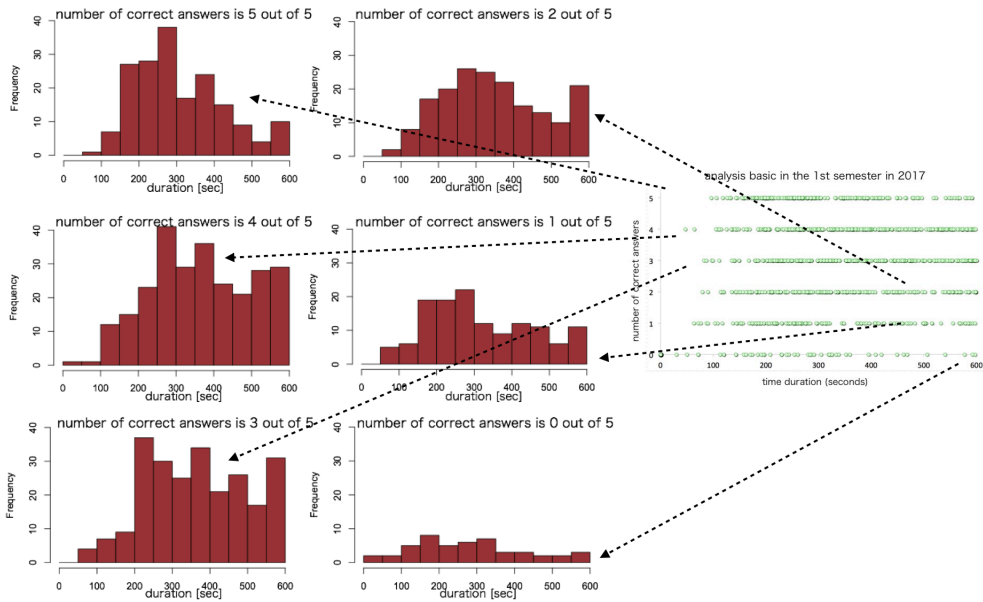 number of correct answers is 5 out of 5
Frequency
0 10 20 30 40
0 100 200 300 400 500 600
duration [sec]
number of correct answers is 2 out of 5
Frequency
0 10 20 30 40
0 100 200 300 400 500 600
duration [sec]
number of correct answers is 4 out of 5
Frequency
0 10 20 30 40
0 100 200 300 400 500 600
duration [sec]
number of correct answers is 1 out of 5
Frequency
0 10 20 30 40
0 100 200 300 400 500 600
duration [sec]
number of correct answers is 3 out of 5
Frequency
0 10 20 30 40
0 100 200 300 400 500 600
duration [sec]
number of correct answers is 0 out of 5
Frequency
0 10 20 30 40
0 100 200 300 400 500 600
duration [sec]
analysis basic in the 1st semester in 2017
number of correct answers
5
4
3
2
1
0
0 100 200 300 400 500 600
time duration (seconds)